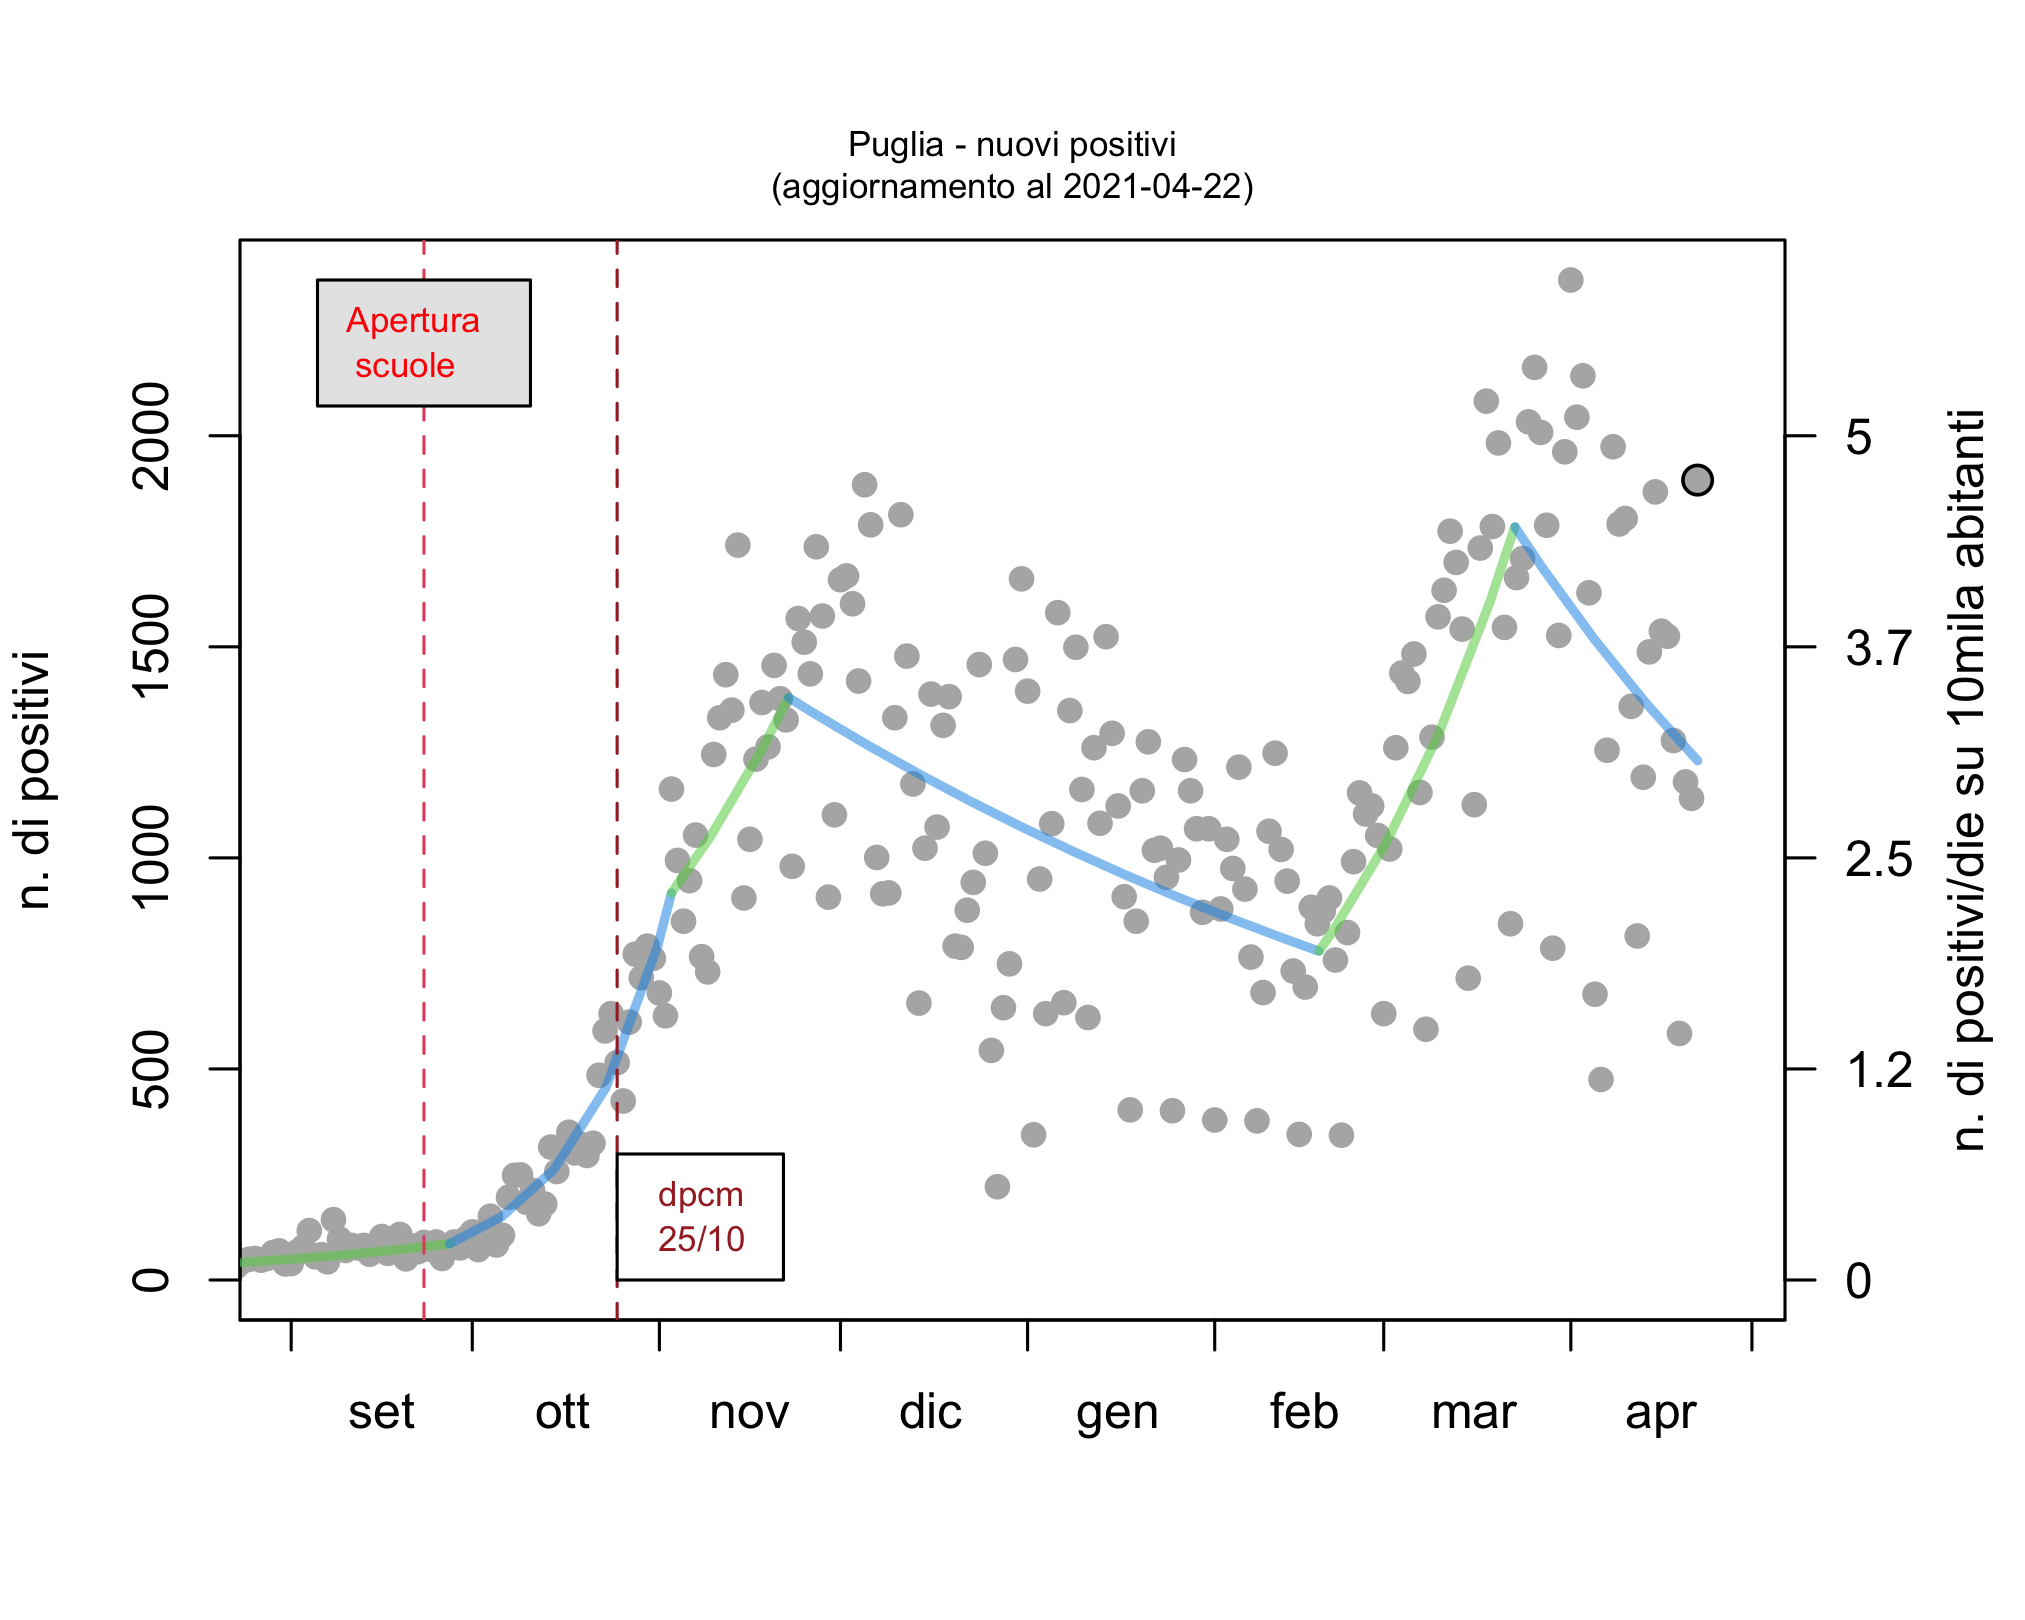 Puglia - nuovi positivi
(aggiornamento al 2021-04-22)
Apertura
scuole
dpcm
25/10
n. di positivi
2000
1500
1000
500
0
5
3.7
2.5
1.2
0
n. di positivi/die su 10mila abitanti
set ott nov dic gen feb mar apr